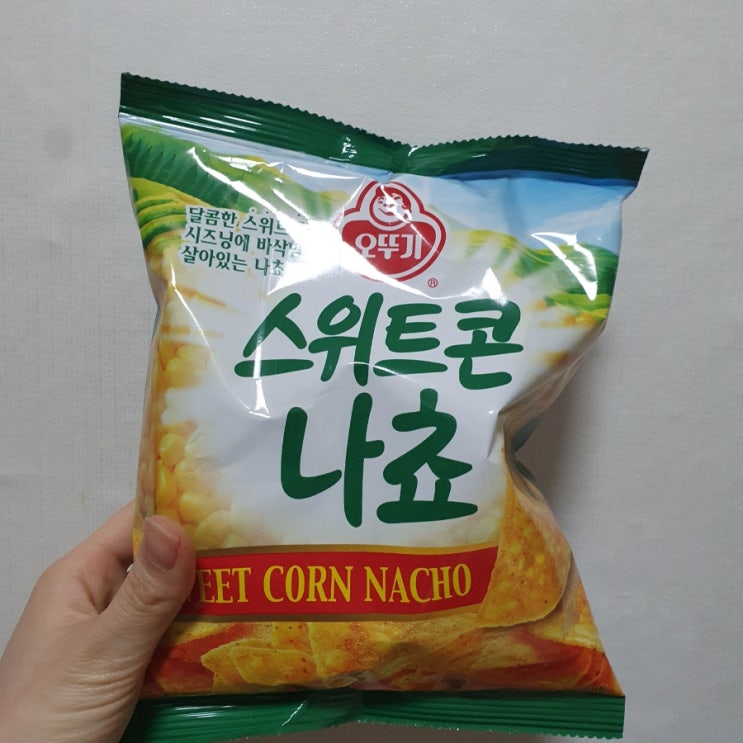 달콤한 스위트
시즈닝에 바삭함
살아있는 나쵸
오뚜기
®
스위트콘
나쵸
EET CORN NACHO